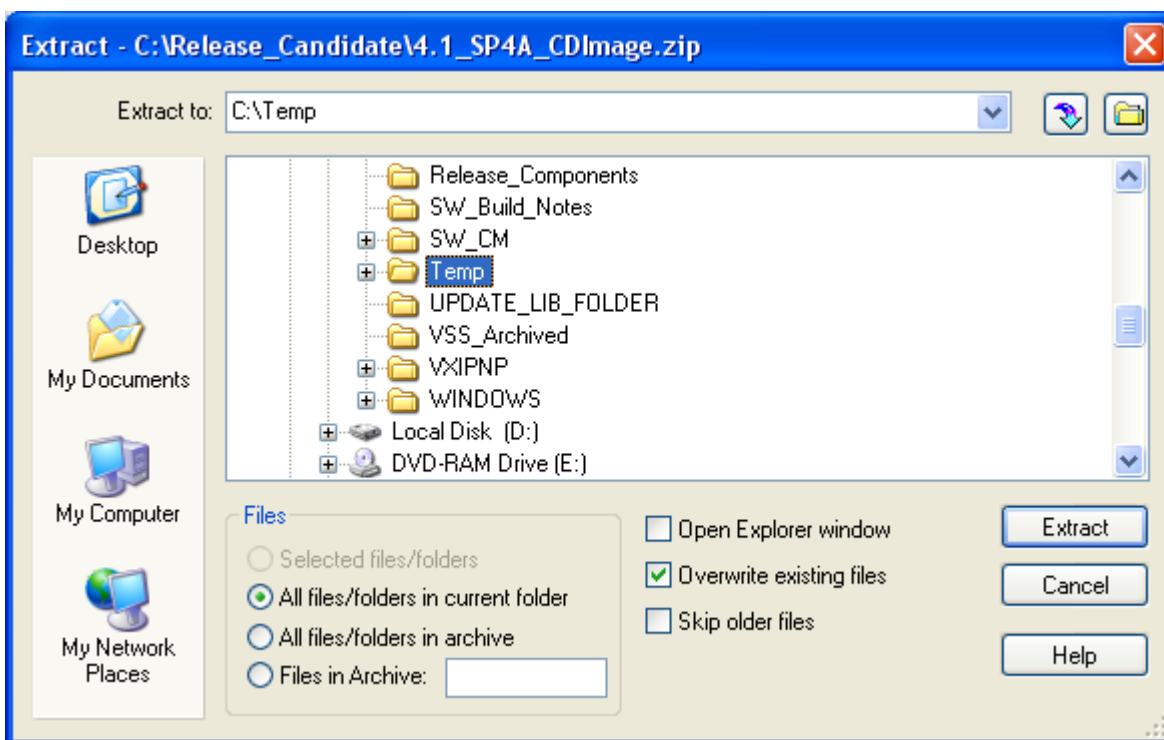 Extract - C:\Release_Candidate\4.1_SP4A_CDImage.zip
Extract to: C:\Temp
Desktop
My Documents
My Computer
My Network
Places
Release_Components
SW_Build_Notes
SW_CM
Temp
UPDATE_LIB_FOLDER
VSS_Archived
VXIPNP
WINDOWS
Local Disk (D:)
DVD-RAM Drive (E:)
Files
Selected files/folders
All files/folders in current folder
All files/folders in archive
Files in Archive:
Open Explorer window
Overwrite existing files
Skip older files
Extract
Cancel
Help